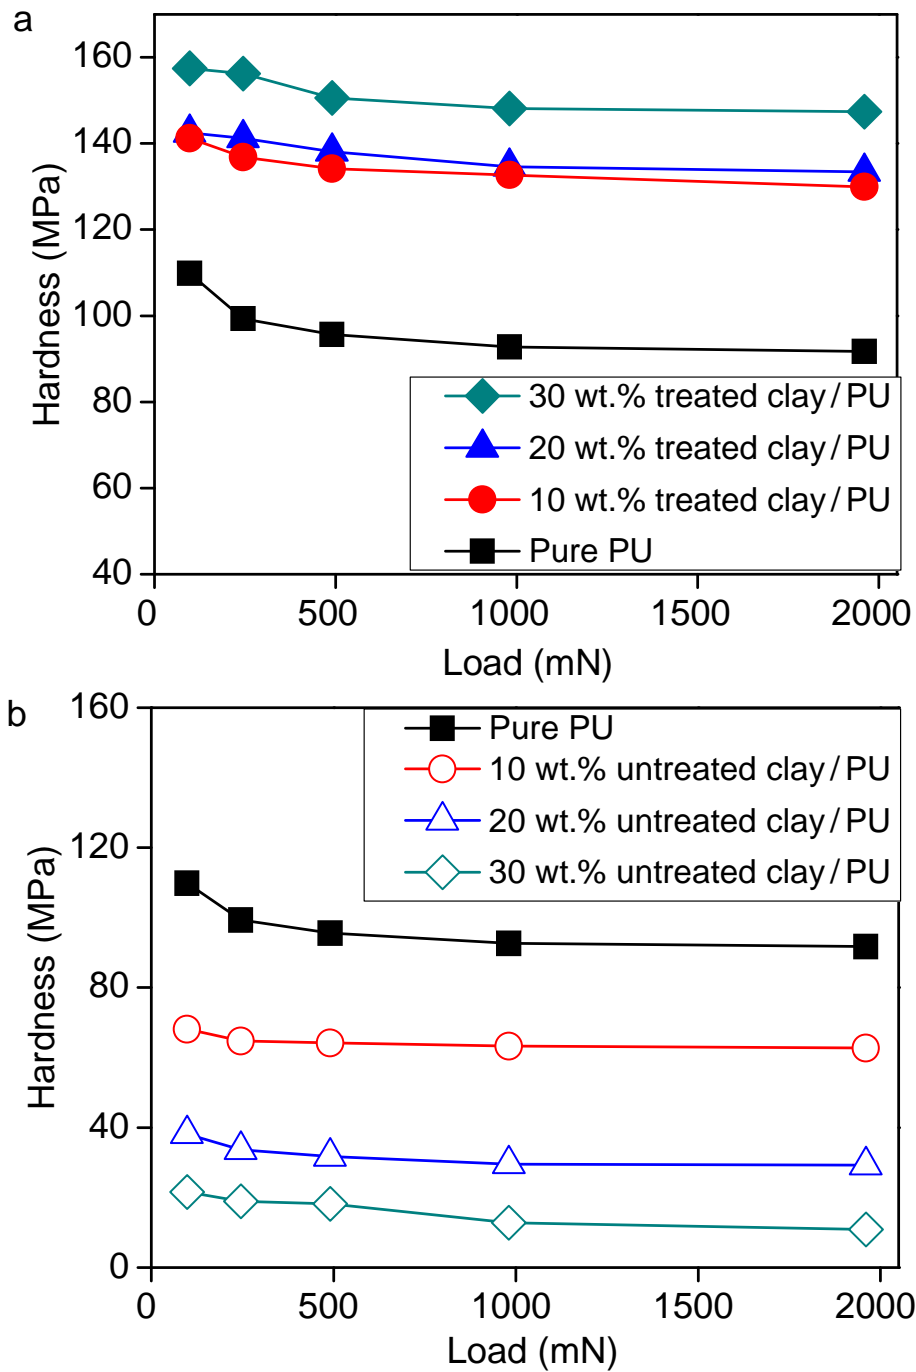 a
160
140
120
100
80
60
40
Hardness (MPa)
30 wt.% treated clay/PU
20 wt.% treated clay/PU
10 wt.% treated clay/PU
Pure PU
0 500 1000 1500 2000
Load (mN)
b
160
120
80
40
0
Hardness (MPa)
Pure PU
10 wt.% untreated clay/PU
20 wt.% untreated clay/PU
30 wt.% untreated clay/PU
0 500 1000 1500 2000
Load (mN)